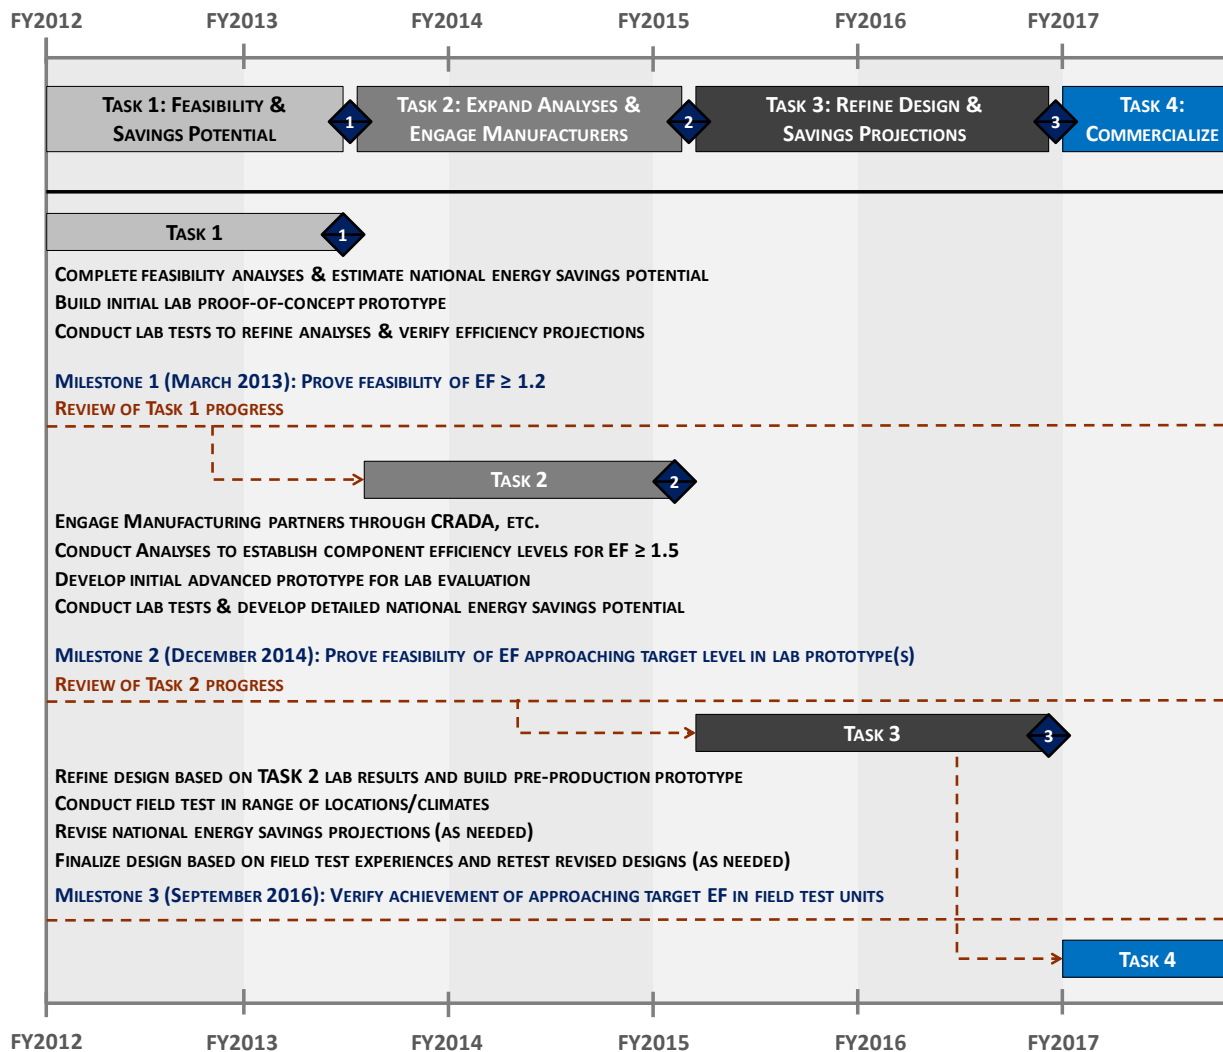 FY2012 FY2013 FY2014 FY2015 FY2016 FY2017
Task 1: Feasibility & Savings Potential
1
Task 2: Expand Analyses & Engage Manufacturers
2
Task 3: Refine Design & Savings Projections
3
Task 4: Commercialize
Task 1
1
Complete feasibility analyses & estimate national energy savings potential
Build initial lab proof-of-concept prototype
Conduct lab tests to refine analyses & verify efficiency projections
Milestone 1 (March 2013): Prove feasibility of EF ≥ 1.2
Review of Task 1 progress
Task 2
2
Engage Manufacturing partners through CRADA, etc.
Conduct Analyses to establish component efficiency levels for EF ≥ 1.5
Develop initial advanced prototype for lab evaluation
Conduct lab tests & develop detailed national energy savings potential
Milestone 2 (December 2014): Prove feasibility of EF approaching target level in lab prototype(s)
Review of Task 2 progress
Task 3
3
Refine design based on TASK 2 lab results and build pre-production prototype
Conduct field test in range of locations/climates
Revise national energy savings projections (as needed)
Finalize design based on field test experiences and retest revised designs (as needed)
Milestone 3 (September 2016): Verify achievement of approaching target EF in field test units
Task 4
FY2012 FY2013 FY2014 FY2015 FY2016 FY2017